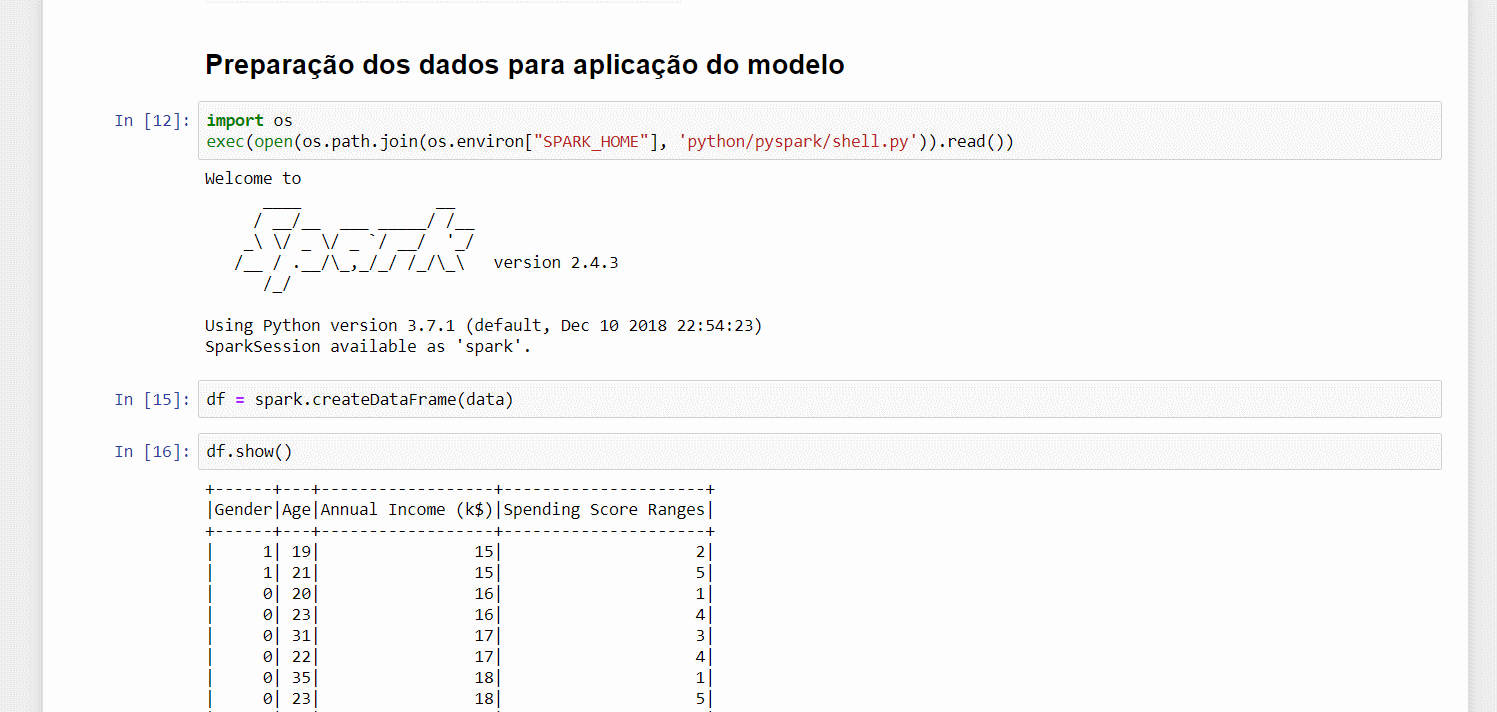 Preparação dos dados para aplicação do modelo
In [12]: import os
exec(open(os.path.join(os.environ["SPARK_HOME"], 'python/pyspark/shell.py')).read())
Welcome to
      ____              __
     / __/__  ___ _____/ /__
    _\ \/ _ \/ _ `/ __/  '_/
   /__ / .__/\_,_/_/ /_/\_\   version 2.4.3
      /_/
Using Python version 3.7.1 (default, Dec 10 2018 22:54:23)
SparkSession available as 'spark'.
In [15]: df = spark.createDataFrame(data)
In [16]: df.show()
+------+---+------------------+---------------------+
|Gender|Age|Annual Income (k$)|Spending Score Ranges|
+------+---+------------------+---------------------+
|     1| 19|                15|                    2|
|     1| 21|                15|                    5|
|     0| 20|                16|                    1|
|     0| 23|                16|                    4|
|     0| 31|                17|                    3|
|     0| 22|                17|                    4|
|     0| 35|                18|                    1|
|     0| 23|                18|                    5|